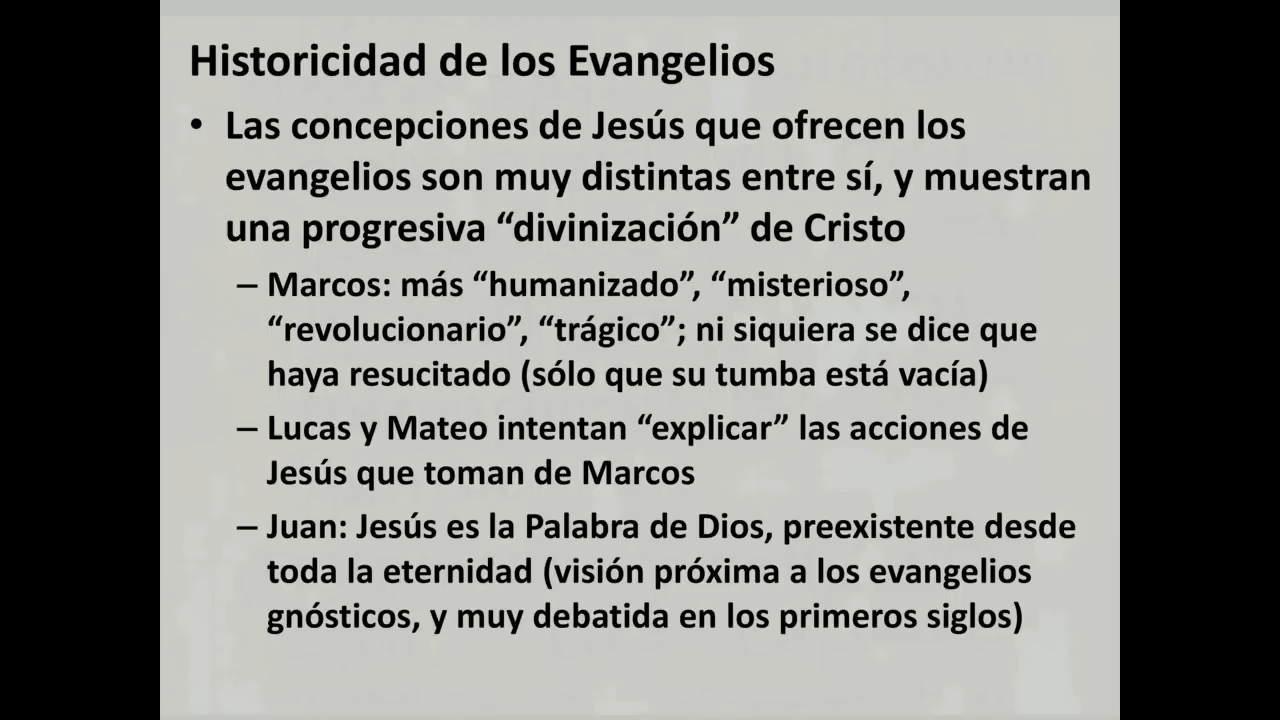 Historicidad de los Evangelios
• Las concepciones de Jesús que ofrecen los
evangelios son muy distintas entre sí, y muestran
una progresiva “divinización” de Cristo
– Marcos: más “humanizado”, “misterioso”,
“revolucionario”, “trágico”; ni siquiera se dice que
haya resucitado (sólo que su tumba está vacía)
– Lucas y Mateo intentan “explicar” las acciones de
Jesús que toman de Marcos
– Juan: Jesús es la Palabra de Dios, preexistente desde
toda la eternidad (visión próxima a los evangelios
gnósticos, y muy debatida en los primeros siglos)